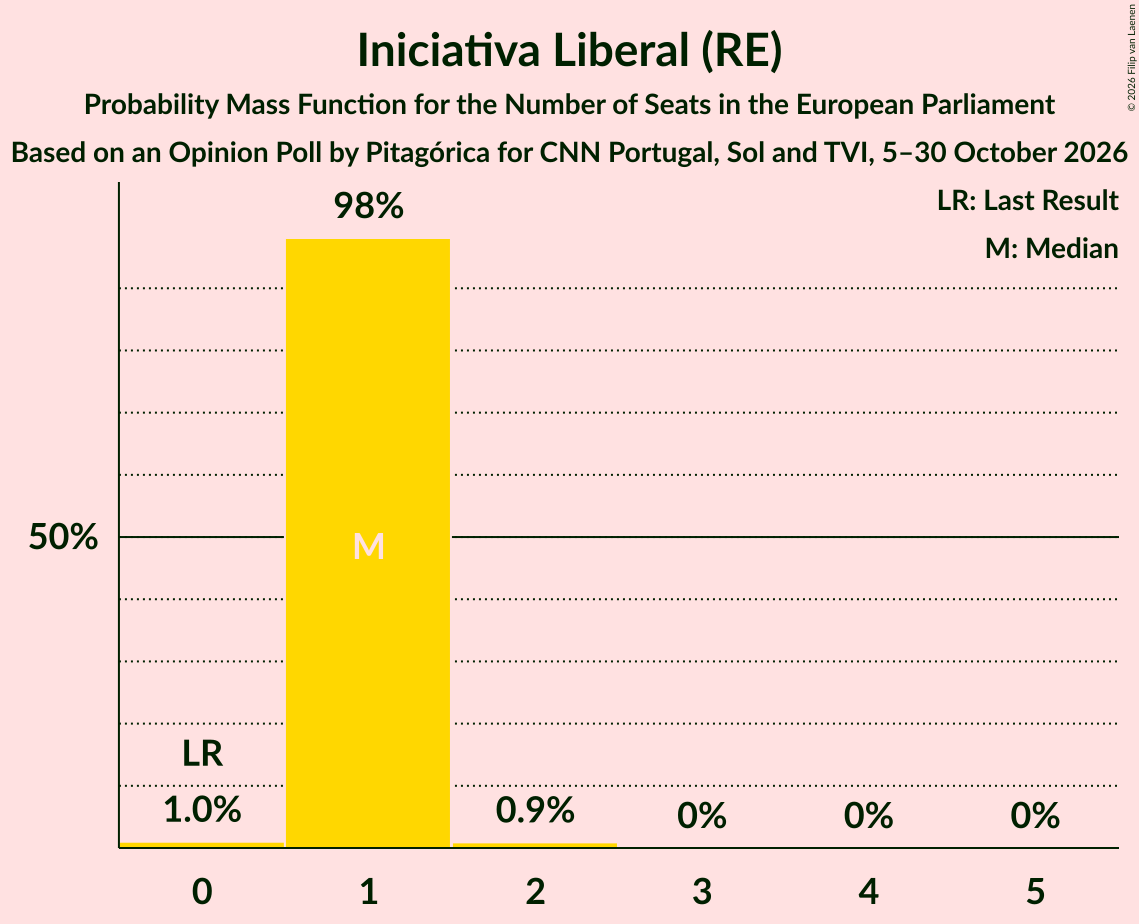 Iniciativa Liberal (RE)
Probability Mass Function for the Number of Seats in the European Parliament
Based on an Opinion Poll by Pitagórica for CNN Portugal, Sol and TVI, 5–30 October 2026
© 2026 Filip van Laenen
98%
LR: Last Result
M: Median
50%
M
LR
1.0%
0.9%
0%
0%
0%
0
1
2
3
4
5